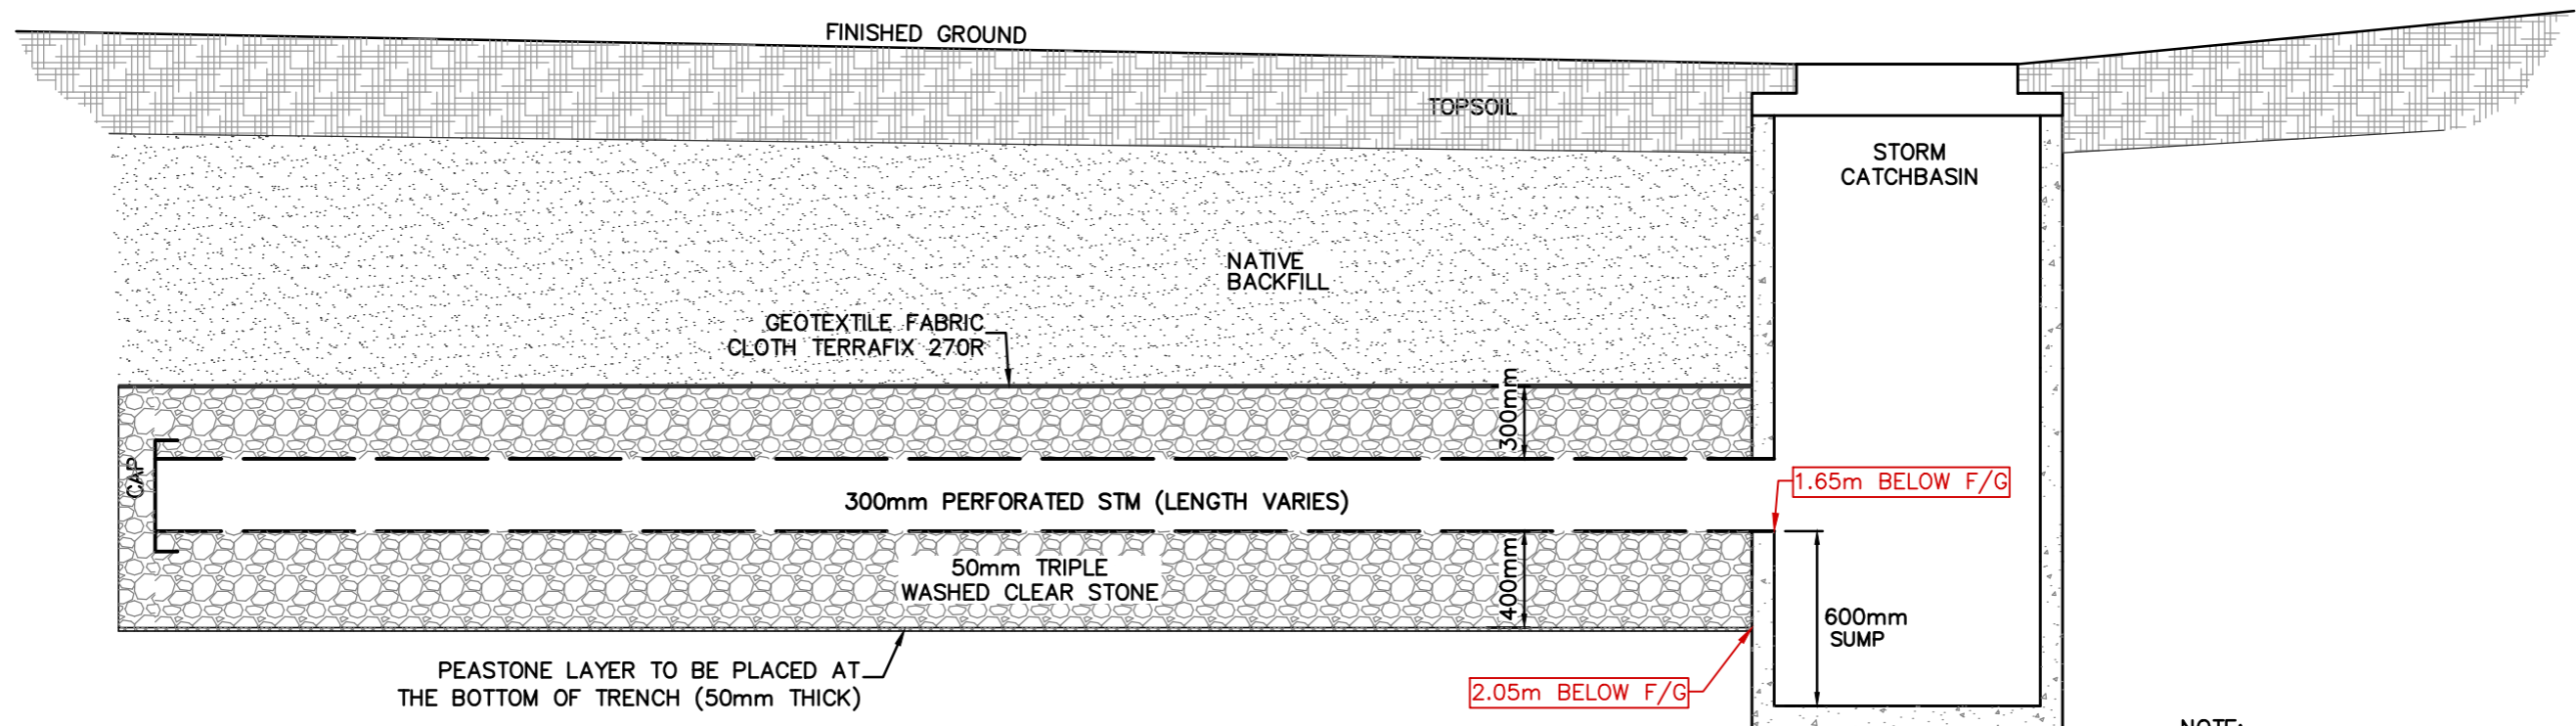 FINISHED GROUND
TOPSOIL
STORM
CATCHBASIN
NATIVE
BACKFILL
GEOTEXTILE FABRIC
CLOTH TERRAFIX 270R
300mm
CAP
1.65m BELOW F/G
300mm PERFORATED STM (LENGTH VARIES)
50mm TRIPLE
WASHED CLEAR STONE
400mm
600mm
SUMP
PEASTONE LAYER TO BE PLACED AT
THE BOTTOM OF TRENCH (50mm THICK)
2.05m BELOW F/G
NOTE: